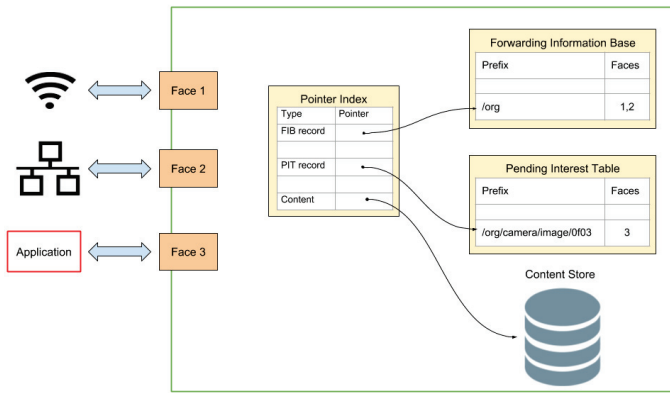 Forwarding Information Base
Prefix Faces
/org 1,2
Face 1
Pointer Index
Type Pointer
FIB record
PIT record
Content
Face 2
Pending Interest Table
Prefix Faces
/org/camera/image/0f03 3
Application
Face 3
Content Store